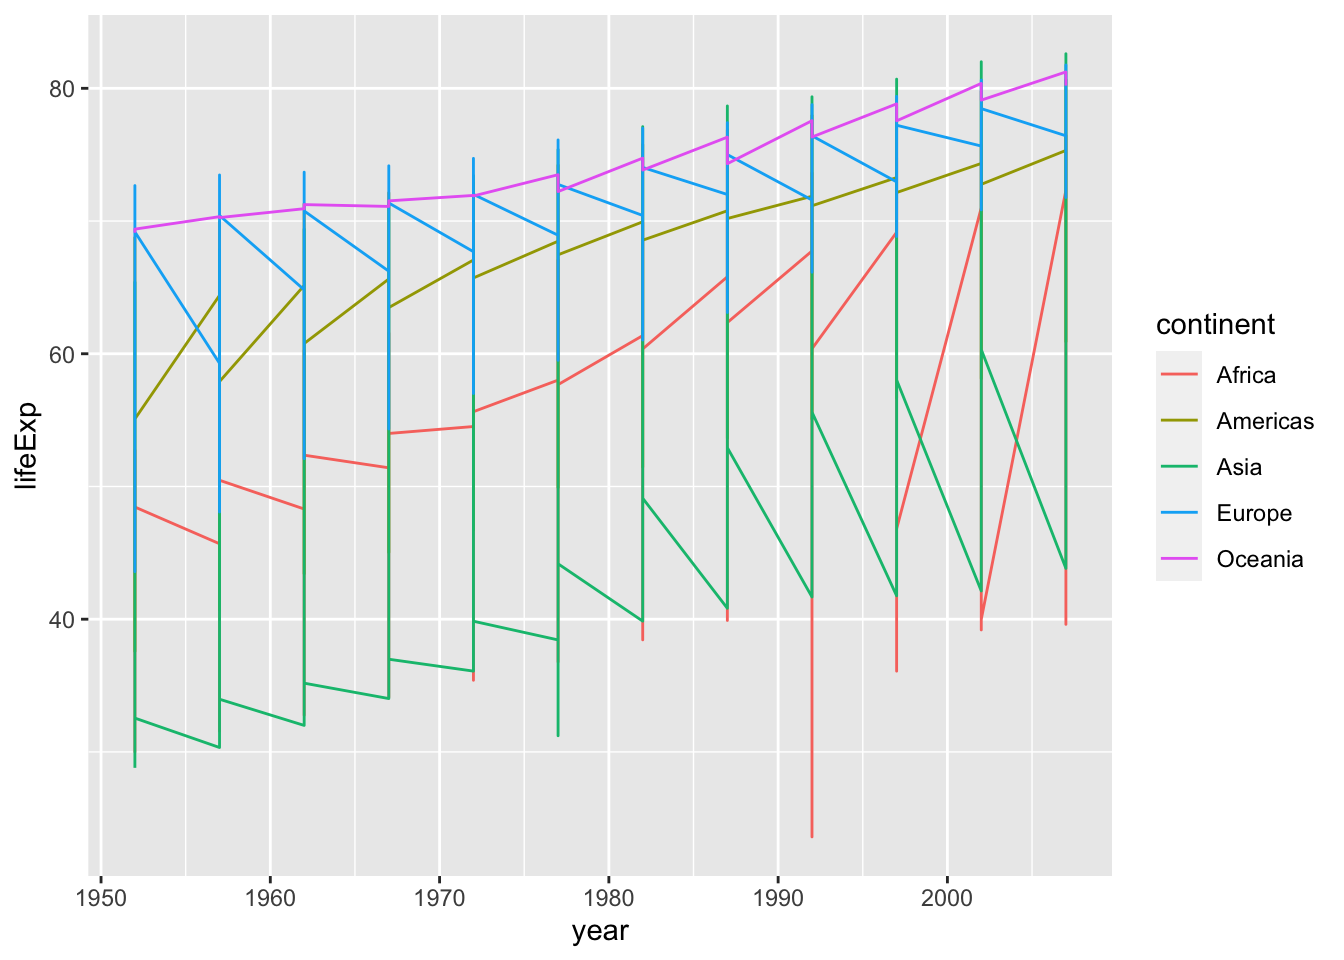 80
60
40
lifeExp
1950
1960
1970
1980
1990
2000
year
continent
Africa
Americas
Asia
Europe
Oceania